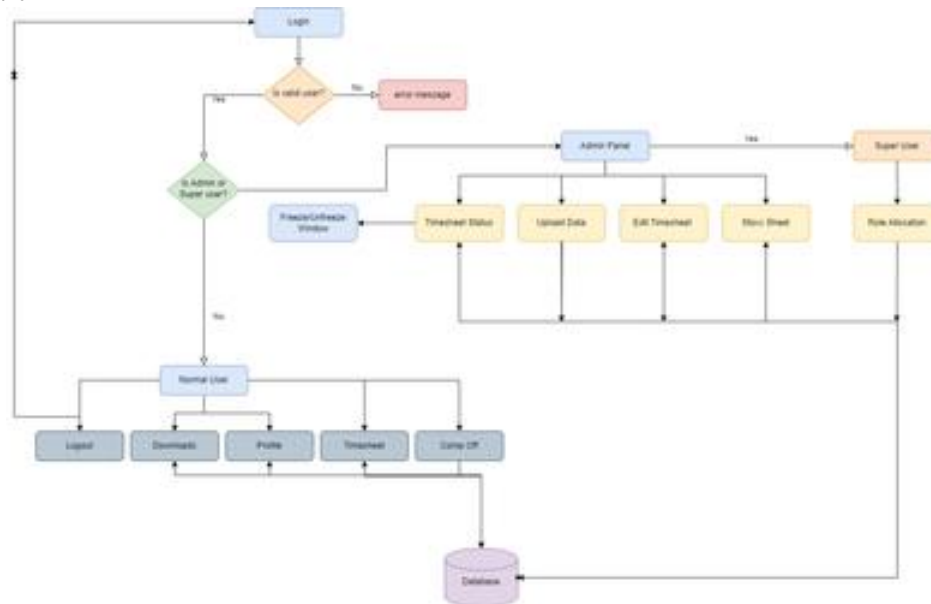 Login
Is valid user?
No
error message
Yes
Admin Panel
Yes
Super User
Is Admin or
Super user?
Freeze/Unfreeze
Window
Timesheet Status
Upload Data
Edit Timesheet
Sheet
Role Allocation
No
Normal User
Logout
Downloads
Profile
Timesheet
Comp Off
Database